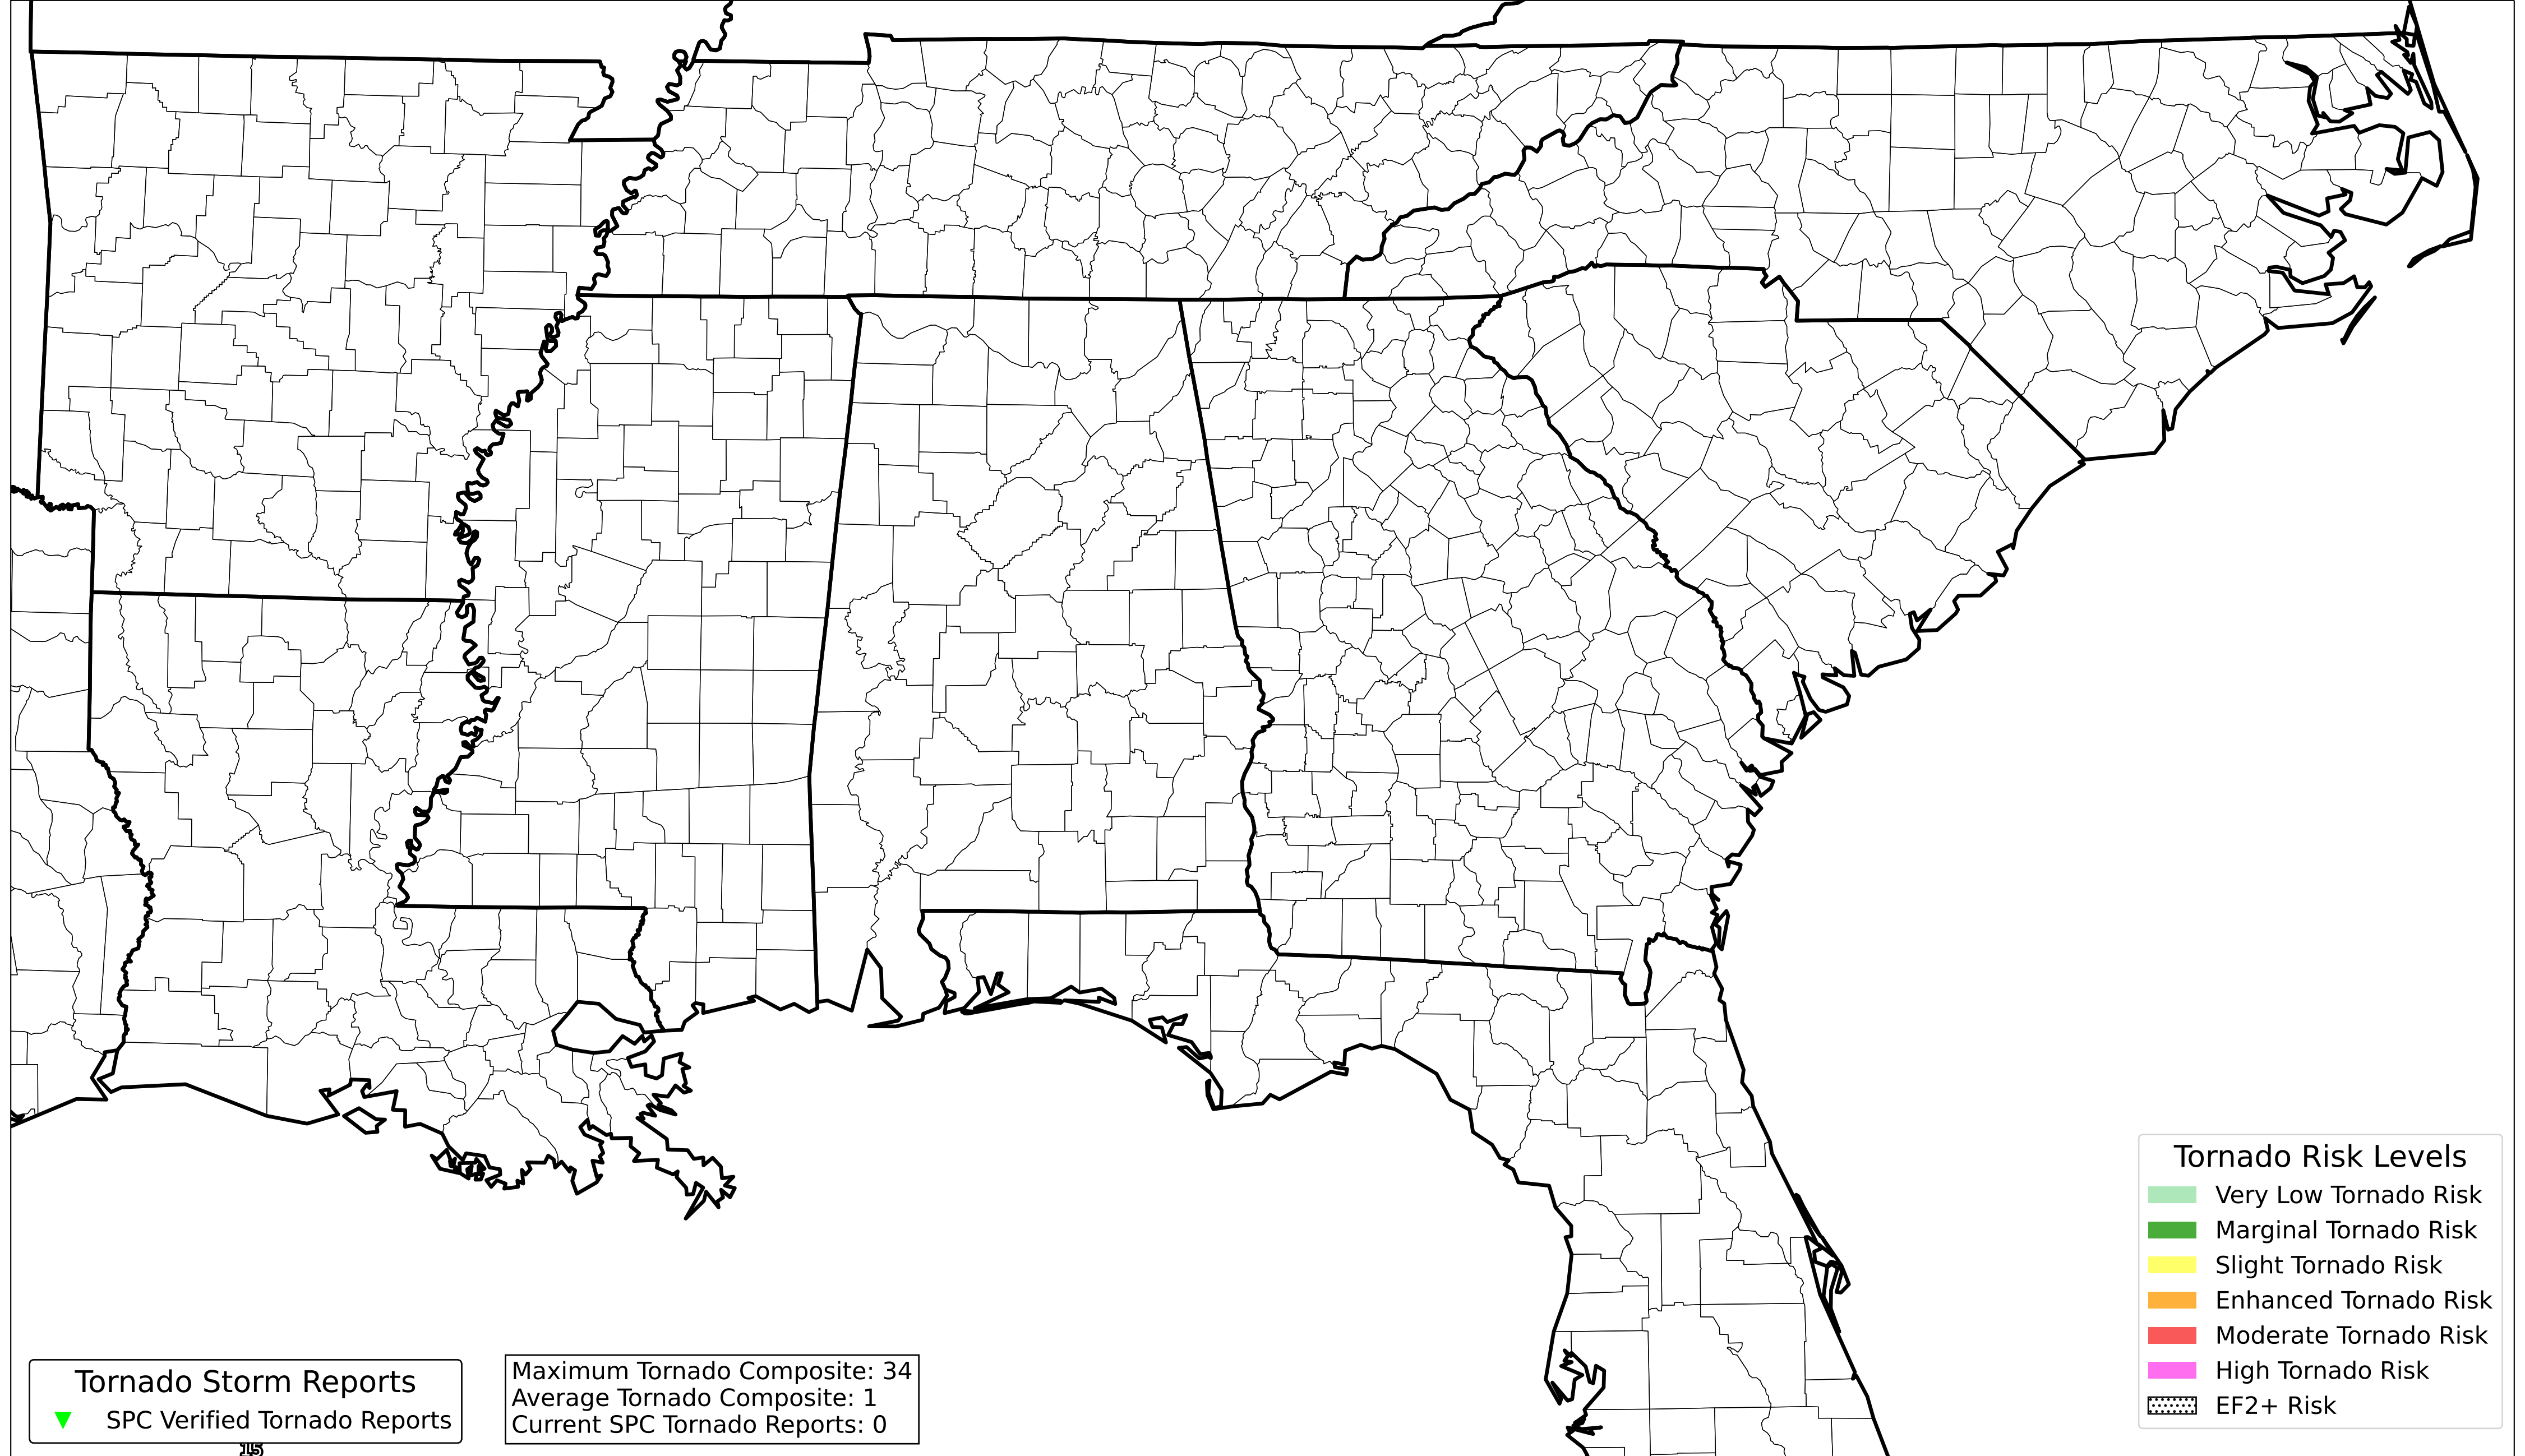 Tornado Risk Levels
Very Low Tornado Risk
Marginal Tornado Risk
Slight Tornado Risk
Enhanced Tornado Risk
Moderate Tornado Risk
High Tornado Risk
EF2+ Risk
Tornado Storm Reports
SPC Verified Tornado Reports
Maximum Tornado Composite: 34
Average Tornado Composite: 1
Current SPC Tornado Reports: 0